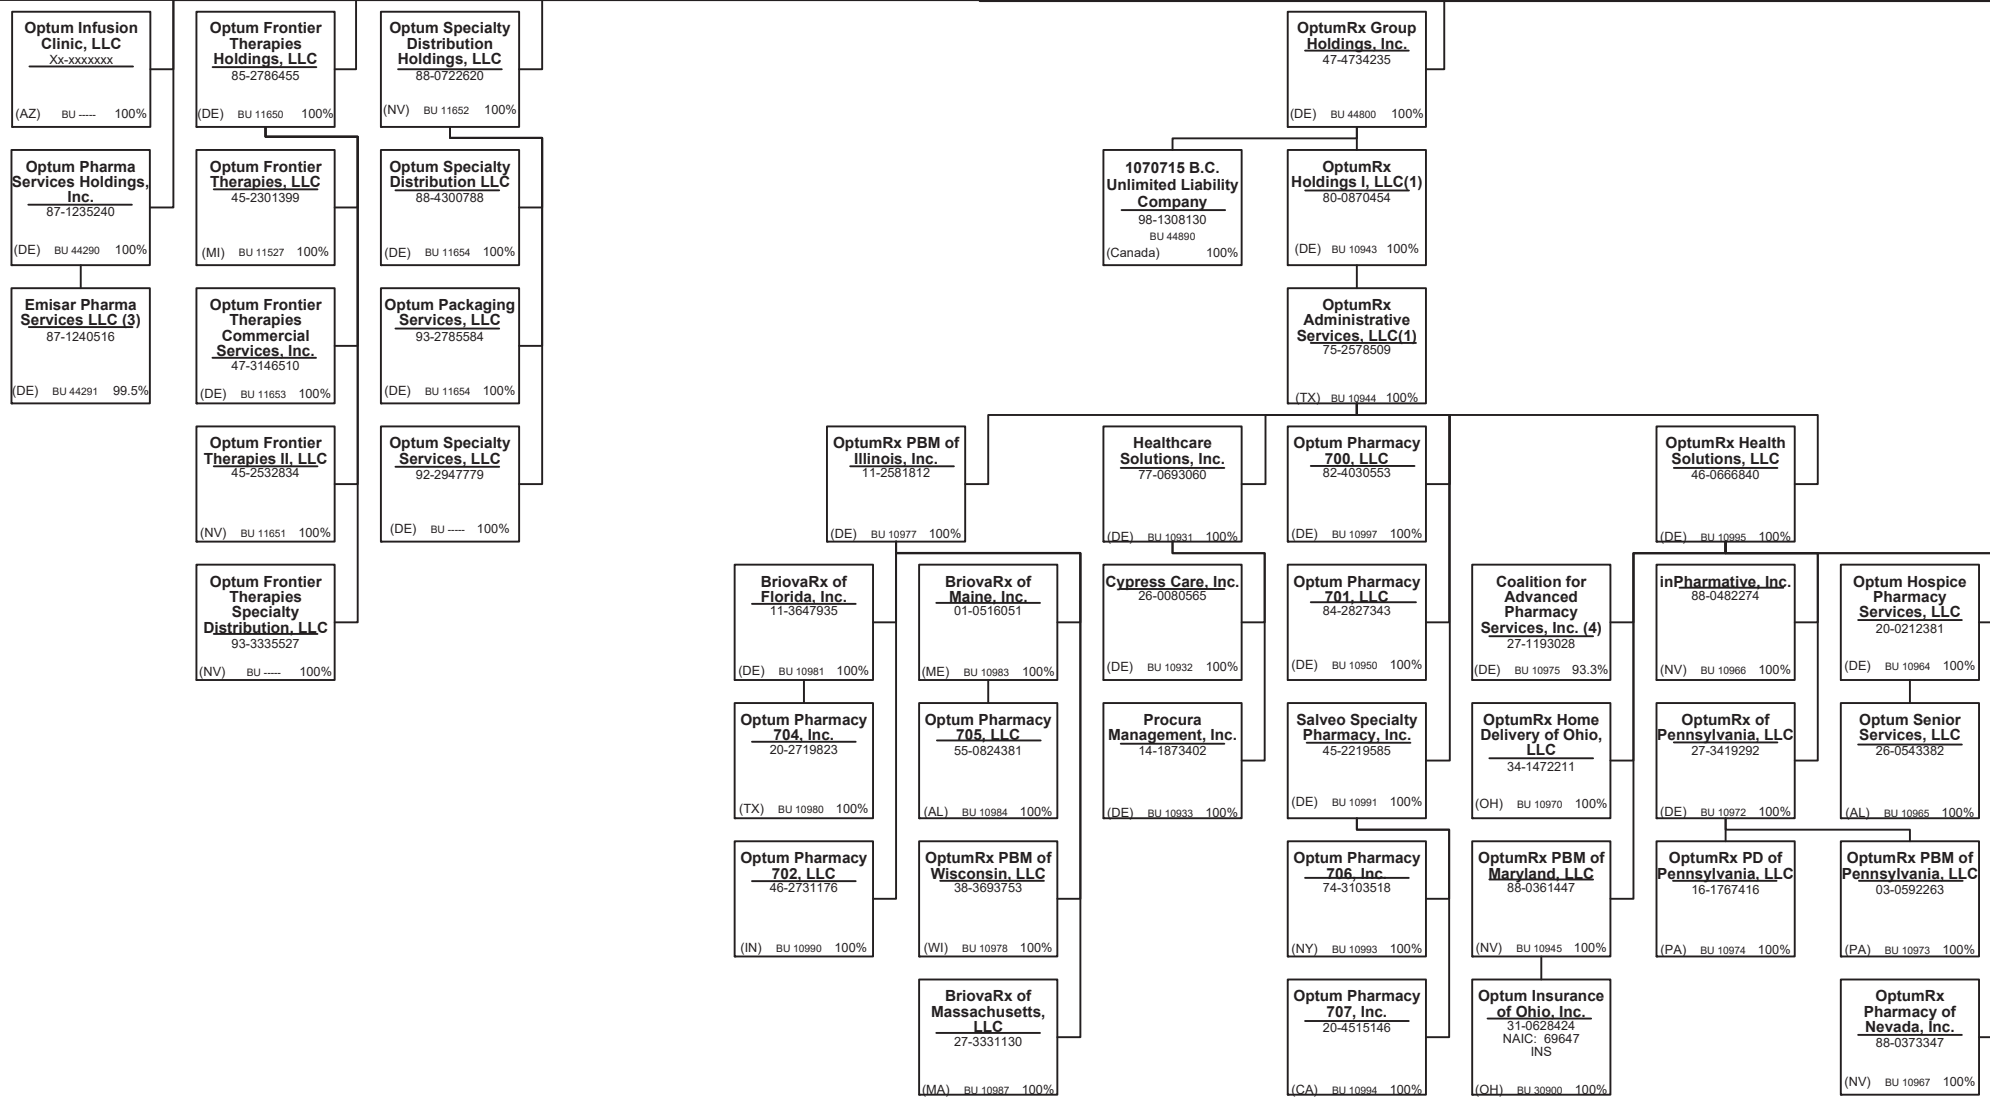 Optum Infusion
Clinic, LLC
Xx-xxxxxxx
(AZ) BU ----- 100%
Optum Frontier
Therapies
Holdings, LLC
85-2786455
(DE) BU 11650 100%
Optum Specialty
Distribution
Holdings, LLC
88-0722620
(NV) BU 11652 100%
OptumRx Group
Holdings, Inc.
47-4734235
(DE) BU 44800 100%
Optum Pharma
Services Holdings,
Inc.
87-1235240
(DE) BU 44290 100%
Optum Frontier
Therapies, LLC
45-2301399
(MI) BU 11527 100%
Optum Specialty
Distribution LLC
88-4300788
(DE) BU 11654 100%
1070715 B.C.
Unlimited Liability
Company
98-1308130
BU 44890
(Canada) 100%
OptumRx
Holdings I, LLC(1)
80-0870454
(DE) BU 10943 100%
Emisar Pharma
Services LLC (3)
87-1240516
(DE) BU 44291 99.5%
Optum Frontier
Therapies
Commercial
Services, Inc.
47-3146510
(DE) BU 11653 100%
Optum Packaging
Services, LLC
93-2785584
(DE) BU 11654 100%
OptumRx
Administrative
Services, LLC(1)
75-2578509
(TX) BU 10944 100%
Optum Frontier
Therapies II, LLC
45-2532834
(NV) BU 11651 100%
Optum Specialty
Services, LLC
92-2947779
(DE) BU ----- 100%
OptumRx PBM of
Illinois, Inc.
11-2581812
(DE) BU 10977 100%
Healthcare
Solutions, Inc.
77-0693060
(DE) BU 10931 100%
Optum Pharmacy
700, LLC
82-4030553
(DE) BU 10997 100%
OptumRx Health
Solutions, LLC
46-0666840
(DE) BU 10995 100%
Optum Frontier
Therapies
Specialty
Distribution, LLC
93-3335527
(NV) BU ----- 100%
BriovaRx of
Florida, Inc.
11-3647935
(DE) BU 10981 100%
BriovaRx of
Maine, Inc.
01-0516051
(ME) BU 10983 100%
Cypress Care, Inc.
26-0080565
(DE) BU 10932 100%
Optum Pharmacy
701, LLC
84-2827343
(DE) BU 10950 100%
Coalition for
Advanced
Pharmacy
Services, Inc. (4)
27-1193028
(DE) BU 10975 93.3%
inPharmative, Inc.
88-0482274
(NV) BU 10966 100%
Optum Hospice
Pharmacy
Services, LLC
20-0212381
(DE) BU 10964 100%
Optum Pharmacy
704, Inc.
20-2719823
(TX) BU 10980 100%
Optum Pharmacy
705, LLC
55-0824381
(AL) BU 10984 100%
Procura
Management, Inc.
14-1873402
(DE) BU 10933 100%
Salveo Specialty
Pharmacy, Inc.
45-2219585
(DE) BU 10991 100%
OptumRx Home
Delivery of Ohio,
LLC
34-1472211
(OH) BU 10970 100%
OptumRx of
Pennsylvania, LLC
27-3419292
(DE) BU 10972 100%
Optum Senior
Services, LLC
26-0543382
(AL) BU 10965 100%
Optum Pharmacy
702, LLC
46-2731176
(IN) BU 10990 100%
OptumRx PBM of
Wisconsin, LLC
38-3693753
(WI) BU 10978 100%
Optum Pharmacy
706, Inc.
74-3103518
(NY) BU 10993 100%
OptumRx PBM of
Maryland, LLC
88-0361447
(NV) BU 10945 100%
OptumRx PD of
Pennsylvania, LLC
16-1767416
(PA) BU 10974 100%
OptumRx PBM of
Pennsylvania, LLC
03-0592263
(PA) BU 10973 100%
BriovaRx of
Massachusetts,
LLC
27-3331130
(MA) BU 10987 100%
Optum Pharmacy
707, Inc.
20-4515146
(CA) BU 10994 100%
Optum Insurance
of Ohio, Inc.
31-0628424
NAIC: 69647
INS
(OH) BU 30900 100%
OptumRx
Pharmacy of
Nevada, Inc.
88-0373347
(NV) BU 10967 100%